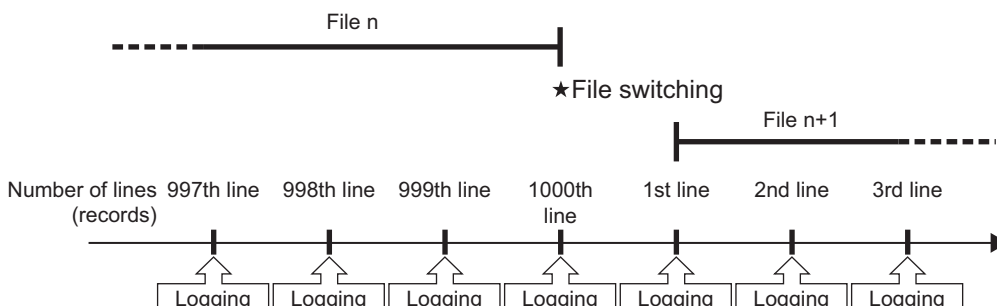 File n
★File switching
File n+1
Number of lines (records)
997th line
998th line
999th line
1000th line
1st line
2nd line
3rd line
Logging
Logging
Logging
Logging
Logging
Logging
Logging